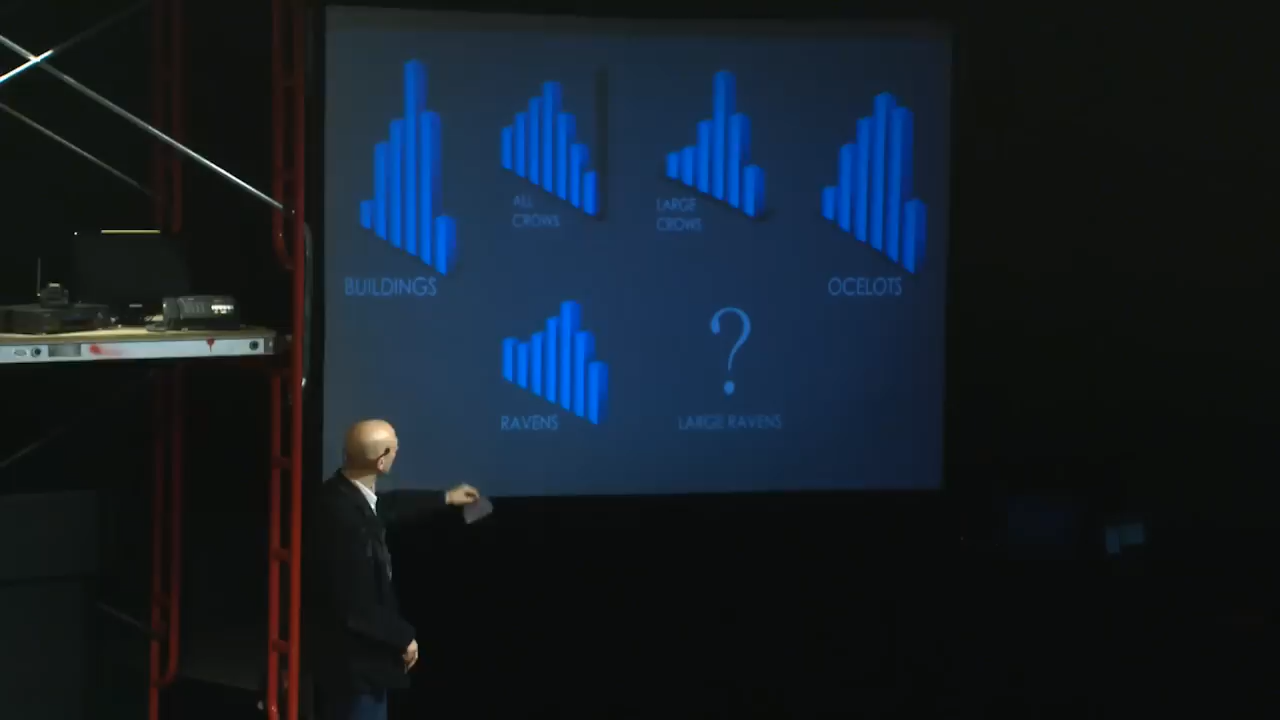 ALL
CROWS
LARGE
CROWS
BUILDINGS
OCELOTS
?
RAVENS
LARGE RAVENS